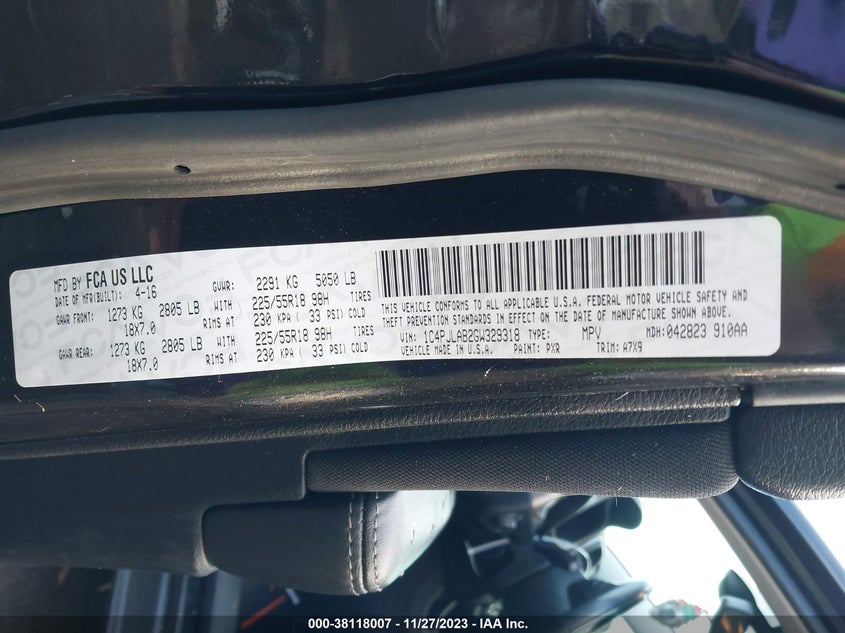 MFD BY FCA US LLC
DATE OF MFR(BUILT) 4-16 GVWR: 2291 KG 5050 LB
GAWR FRONT: 1273 KG 2805 LB WITH 225/55R18 98H TIRES
18X7.0 RIMS AT 230 KPA ( 33 PSI) COLD
GAWR REAR: 1273 KG 2805 LB WITH 225/55R18 98H TIRES
18X7.0 RIMS AT 230 KPA ( 33 PSI) COLD
THIS VEHICLE CONFORMS TO ALL APPLICABLE U.S.A. FEDERAL MOTOR VEHICLE SAFETY AND
THEFT PREVENTION STANDARDS IN EFFECT ON THE DATE OF MANUFACTURE SHOWN ABOVE.
VIN: 1C4PJLAB2GW329318 TYPE: MPV MDH: 042823 910AA
VEHICLE MADE IN U.S.A. PAINT: PXR TRIM: A7X9
000-38118007 - 11/27/2023 - IAA Inc.